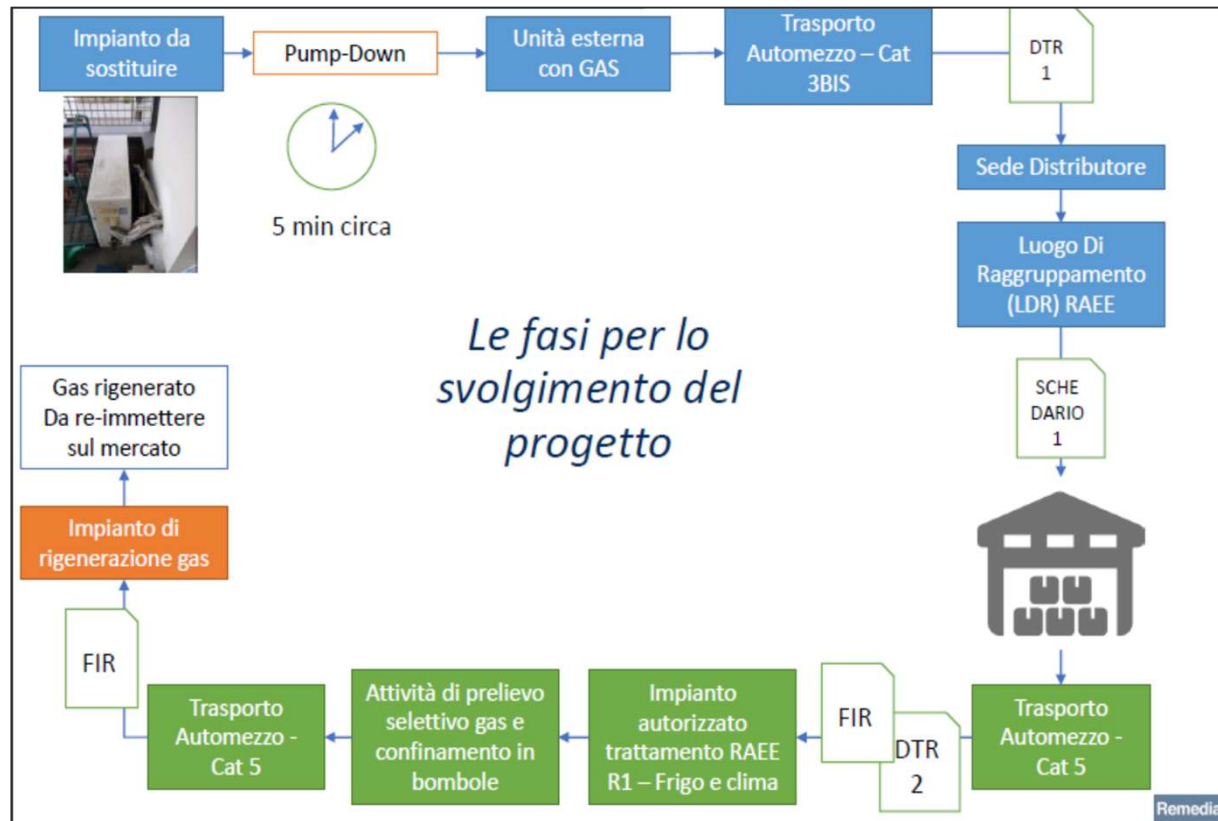 Impianto da
sostituire
Pump-Down
Unità esterna
con GAS
Trasporto
Automezzo – Cat
3BIS
DTR
1
5 min circa
Sede Distributore
Luogo Di
Raggruppamento
(LDR) RAEE
Le fasi per lo
svolgimento del
progetto
SCHE
DARIO
1
Gas rigenerato
Da re-immettere
sul mercato
Impianto di
rigenerazione gas
FIR
Trasporto
Automezzo -
Cat 5
Attività di prelievo
selettivo gas e
confinamento in
bombole
Impianto
autorizzato
trattamento RAEE
R1 – Frigo e clima
FIR
DTR
2
Trasporto
Automezzo -
Cat 5
Remedia